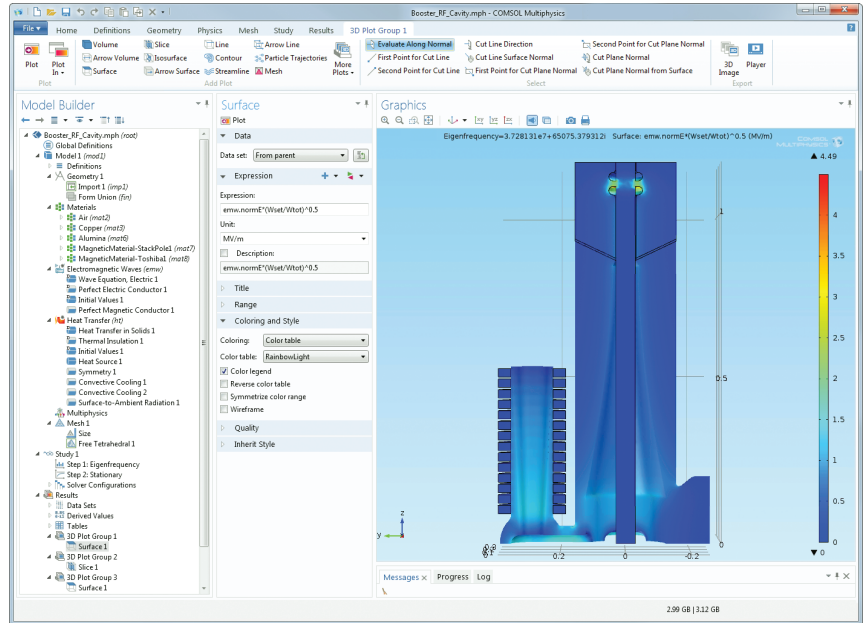 Booster_RF_Cavity.mph - COMSOL Multiphysics
File Home Definitions Geometry Physics Mesh Study Results 3D Plot Group 1
Volume Slice Line Arrow Line Evaluate Along Normal Cut Line Direction Second Point for Cut Plane Normal
Arrow Volume Isosurface Contour Particle Trajectories First Point for Cut Line Cut Line Surface Normal Cut Plane Normal
Surface Arrow Surface Streamline Mesh Second Point for Cut Line First Point for Cut Plane Normal Cut Plane Normal from Surface
Plot Plot In More Plots 3D Image Player
Plot Add Plot Select Export
Model Builder
Booster_RF_Cavity.mph (root)
Global Definitions
Model 1 (mod1)
Definitions
Geometry 1
Import 1 (imp1)
Form Union (fin)
Materials
Air (mat2)
Copper (mat3)
Alumina (mat6)
MagneticMaterial-StackPole1 (mat7)
MagneticMaterial-Toshiba1 (mat8)
Electromagnetic Waves (emw)
Wave Equation, Electric 1
Perfect Electric Conductor 1
Initial Values 1
Perfect Magnetic Conductor 1
Heat Transfer (ht)
Heat Transfer in Solids 1
Thermal Insulation 1
Initial Values 1
Heat Source 1
Symmetry 1
Convective Cooling 1
Convective Cooling 2
Surface-to-Ambient Radiation 1
Multiphysics
Mesh 1
Size
Free Tetrahedral 1
Study 1
Step 1: Eigenfrequency
Step 2: Stationary
Solver Configurations
Results
Data Sets
Derived Values
Tables
3D Plot Group 1
Surface 1
3D Plot Group 2
Slice 1
3D Plot Group 3
Surface 1
Surface
Plot
Data
Data set: From parent
Expression
Expression:
emw.normE*(Wset/Wtot)^0.5
Unit:
MV/m
Description:
emw.normE*(Wset/Wtot)^0.5
Title
Range
Coloring and Style
Coloring: Color table
Color table: RainbowLight
Color legend
Reverse color table
Symmetrize color range
Wireframe
Quality
Inherit Style
Graphics
Eigenfrequency=3.728131e7+65075.379312i Surface: emw.normE*(Wset/Wtot)^0.5 (MV/m)
COMSOL
MULTIPHYSICS
▲ 4.49
4
1
3.5
3
2.5
0.5 2
1.5
1
0.5
z
y
0 0
0.2 0 -0.2 ▼ 0
Messages Progress Log
2.99 GB | 3.12 GB